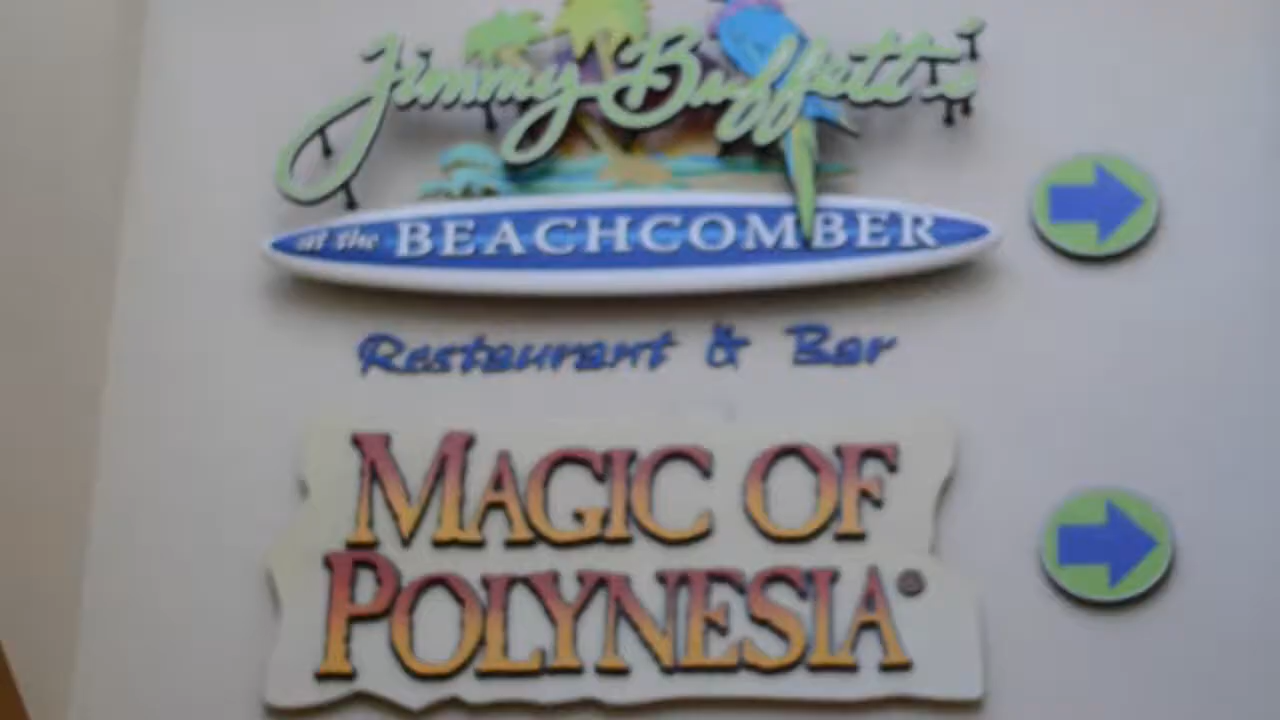 Jimmy Buffett's
at the BEACHCOMBER
Restaurant & Bar
MAGIC OF
POLYNESIA®